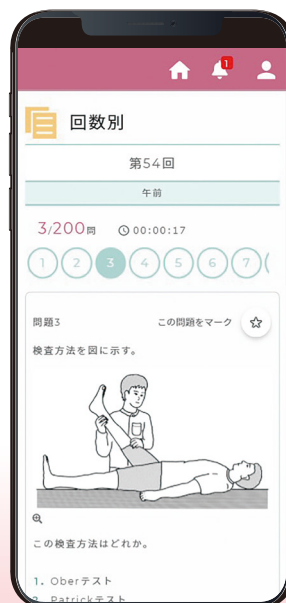 1
回数別
第54回
午前
3/200問 00:00:17
1 2 3 4 5 6 7
問題3 この問題をマーク
検査方法を図に示す。
この検査方法はどれか。
1. Oberテスト
2. Patrickテスト